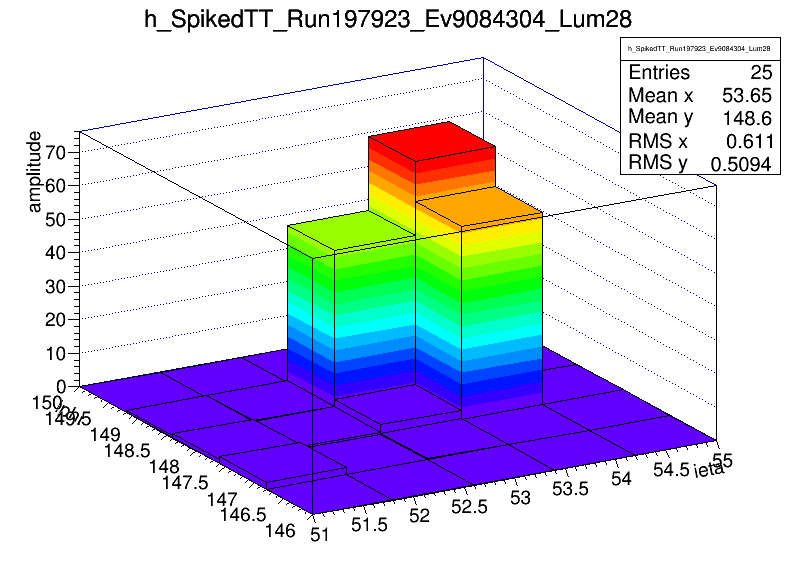 h_SpikedTT_Run197923_Ev9084304_Lum28
h_SpikedTT_Run197923_Ev9084304_Lum28
Entries 25
Mean x 53.65
Mean y 148.6
RMS x 0.611
RMS y 0.5094
amplitude
70
60
50
40
30
20
10
0
150
149.5
149
148.5
148
147.5
147
146.5
146
51
51.5
52
52.5
53
53.5
54
54.5
55
ieta